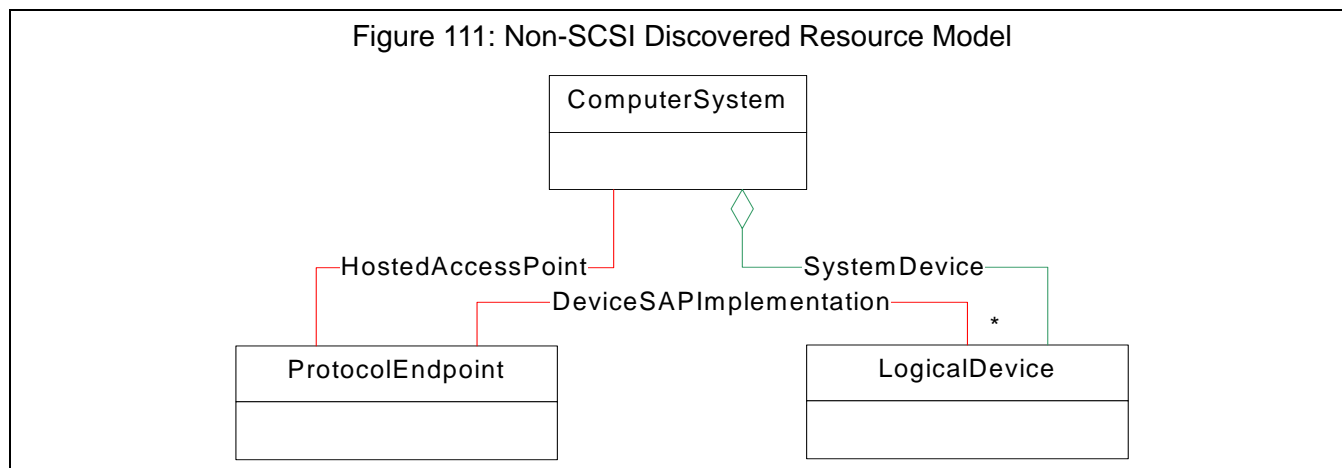 Figure 111: Non-SCSI Discovered Resource Model
ComputerSystem
HostedAccessPoint
SystemDevice
DeviceSAPImplementation
*
ProtocolEndpoint
LogicalDevice